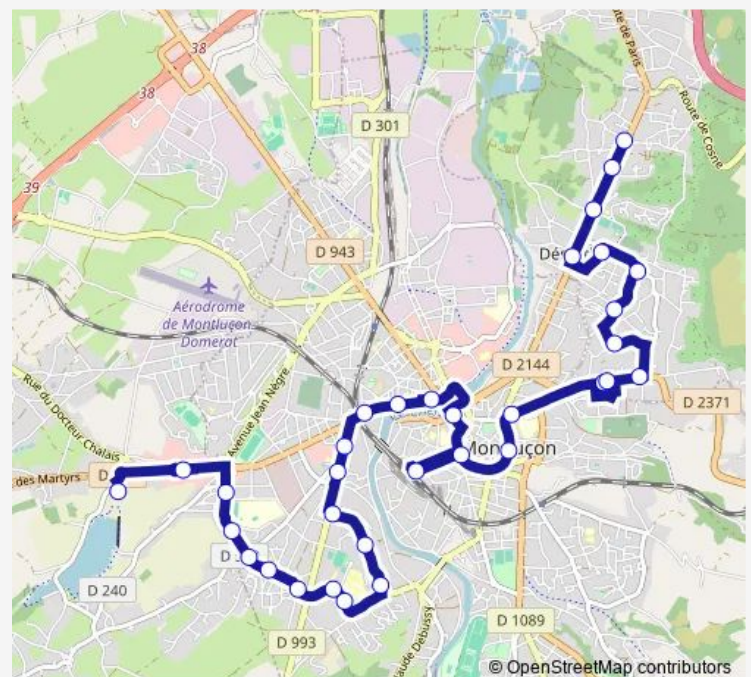 38
38
Route de Paris
Route de Cosne
D 301
39
D 943
Aérodrome
de Montluçon
Domerat
D 2144
D 2371
Rue du Docteur Chalais
Avenue Jean Nègre
Montluçon
des Martyrs
D 240
D 993
D 1089
© OpenStreetMap contributors